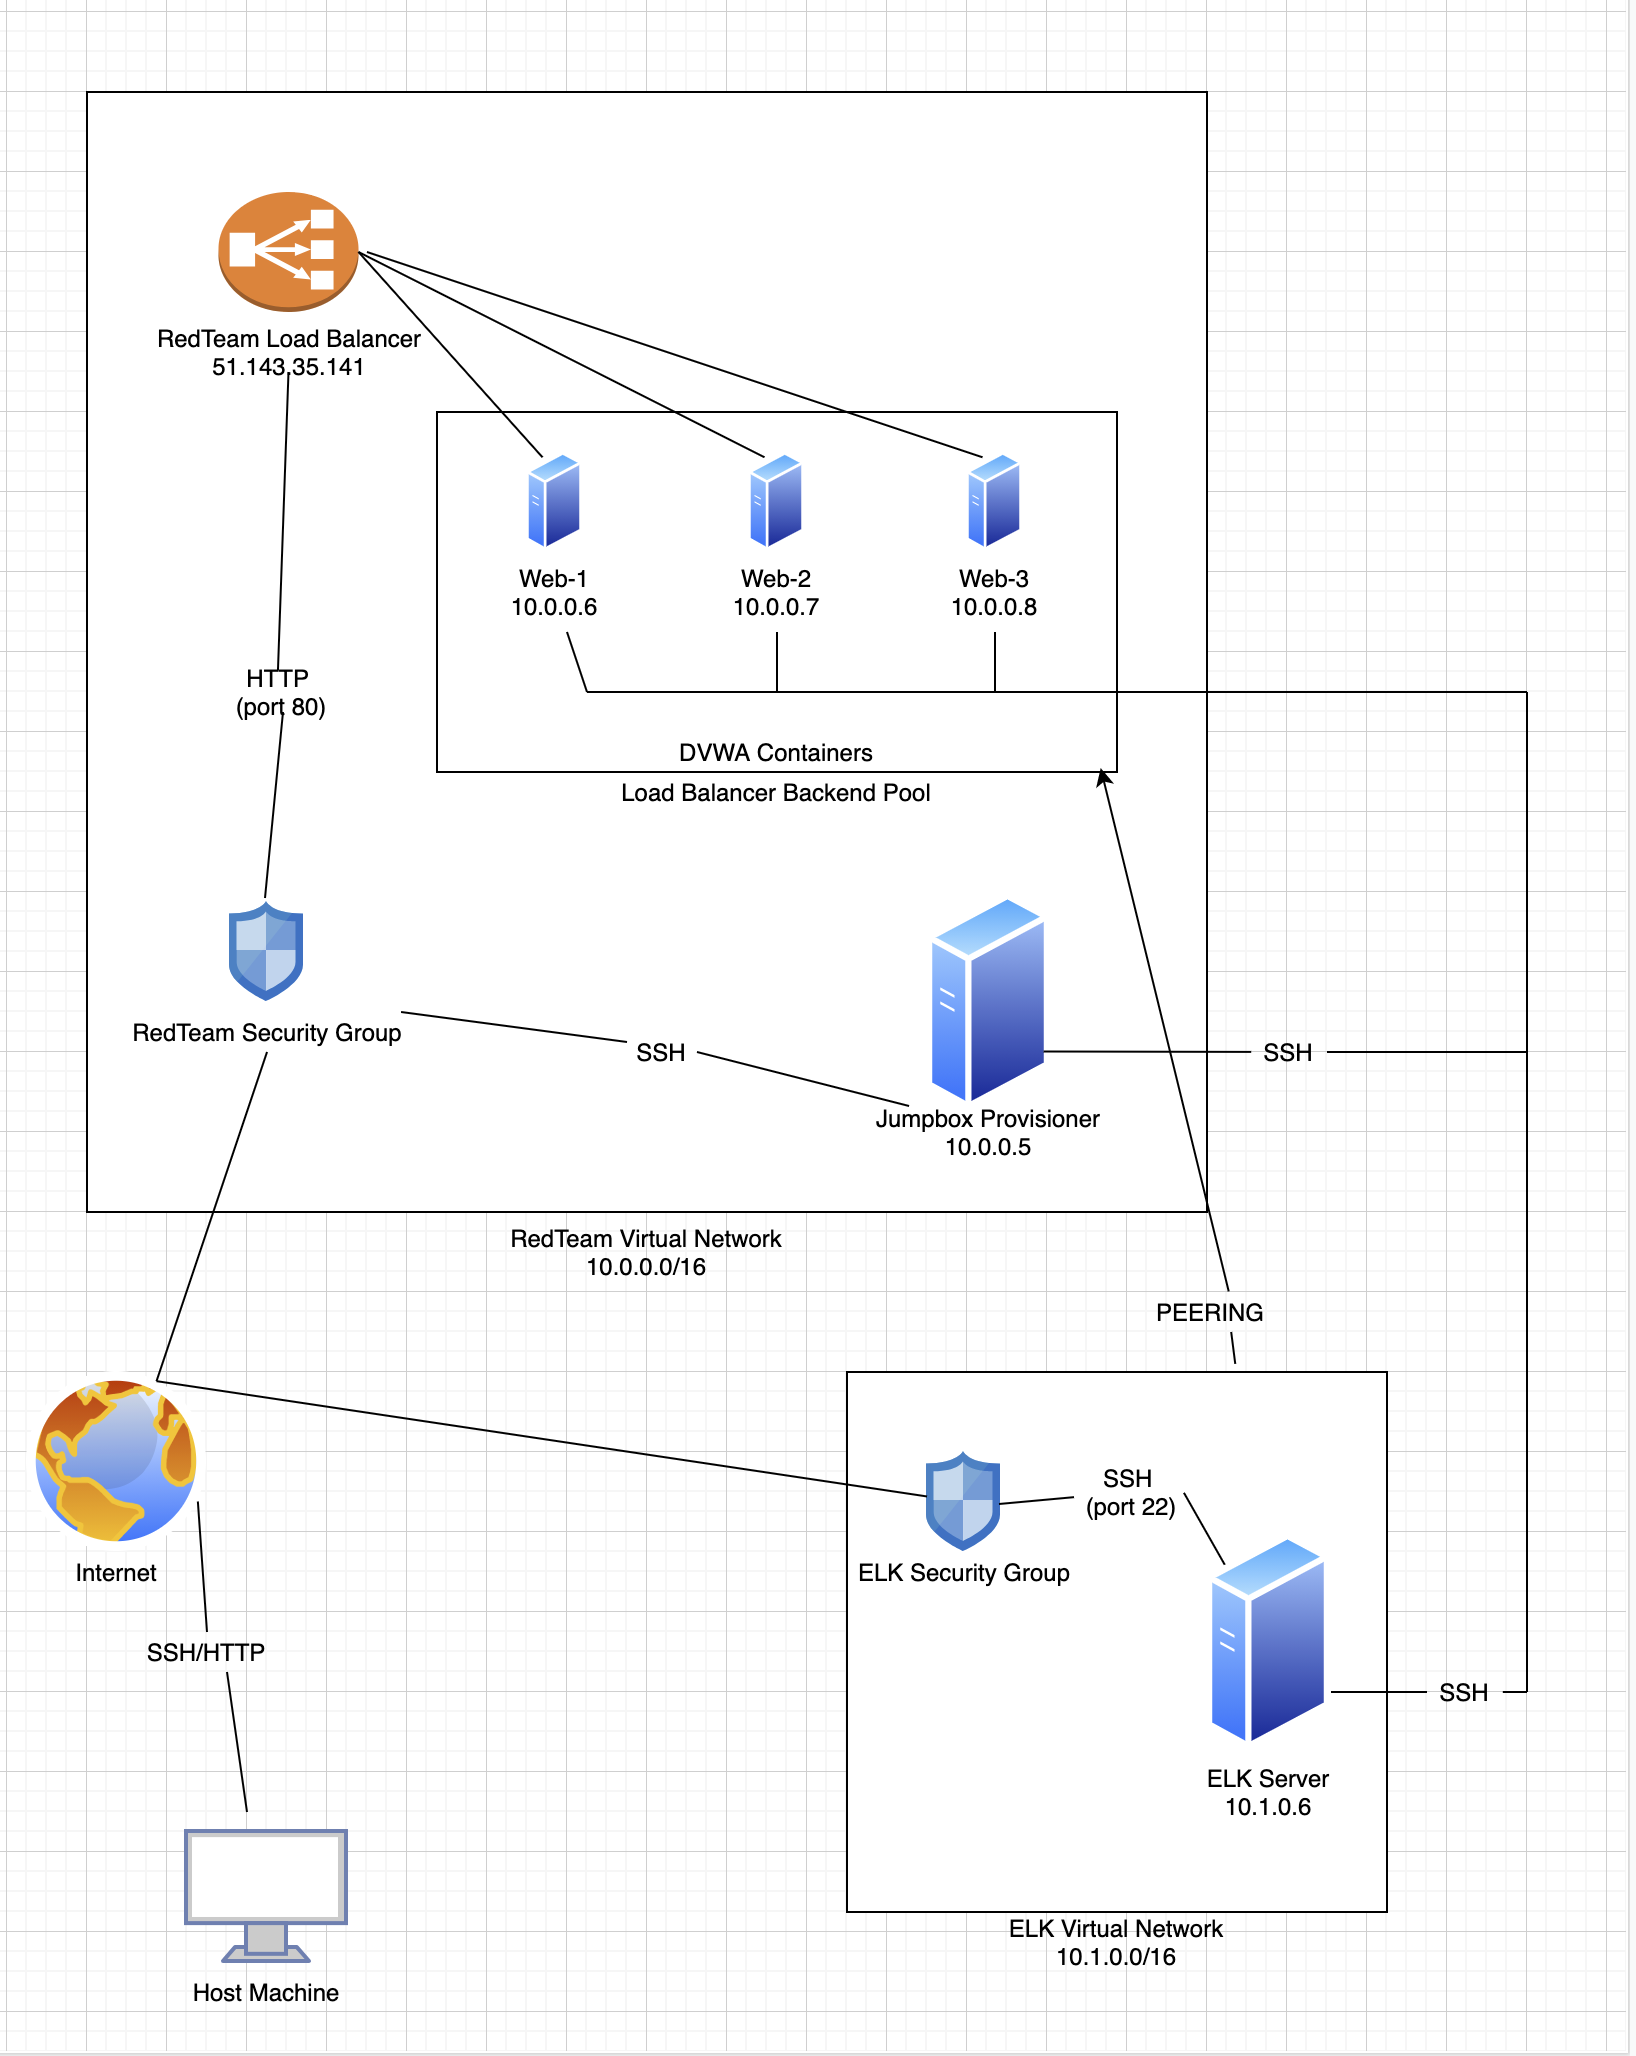 RedTeam Load Balancer
51.143.35.141
Web-1
10.0.0.6
Web-2
10.0.0.7
Web-3
10.0.0.8
HTTP
(port 80)
DVWA Containers
Load Balancer Backend Pool
RedTeam Security Group
SSH
Jumpbox Provisioner
10.0.0.5
SSH
RedTeam Virtual Network
10.0.0.0/16
PEERING
Internet
ELK Security Group
SSH
(port 22)
SSH/HTTP
SSH
ELK Server
10.1.0.6
ELK Virtual Network
10.1.0.0/16
Host Machine